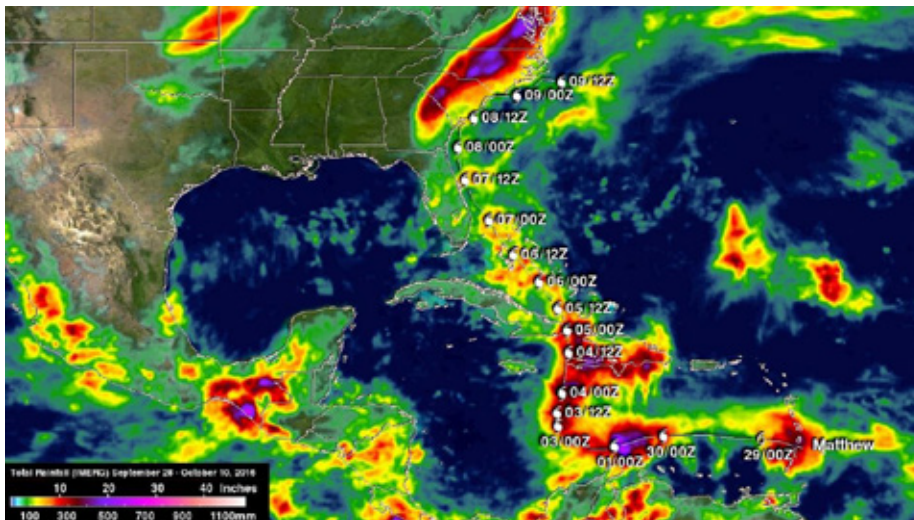 09/12Z
09/00Z
08/12Z
08/00Z
07/12Z
07/00Z
06/12Z
06/00Z
05/12Z
05/00Z
04/12Z
04/00Z
03/12Z
03/00Z
01/00Z
30/00Z
29/00Z
Matthew
Total Rainfall (IMERG) September 28 - October 10, 2016
10 20 30 40 Inches
100 300 500 700 900 1100mm